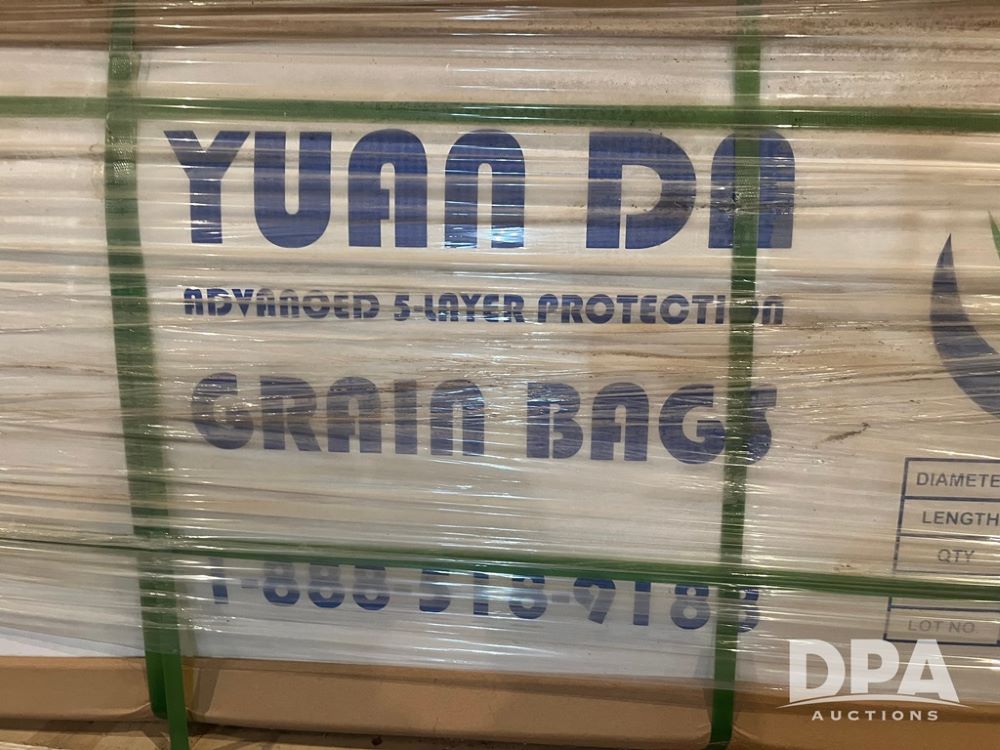 YUAN DA
ADVANCED 5-LAYER PROTECTION
GRAIN BAGS
DIAMETE
LENGTH
QTY
LOT NO
DPA
AUCTIONS